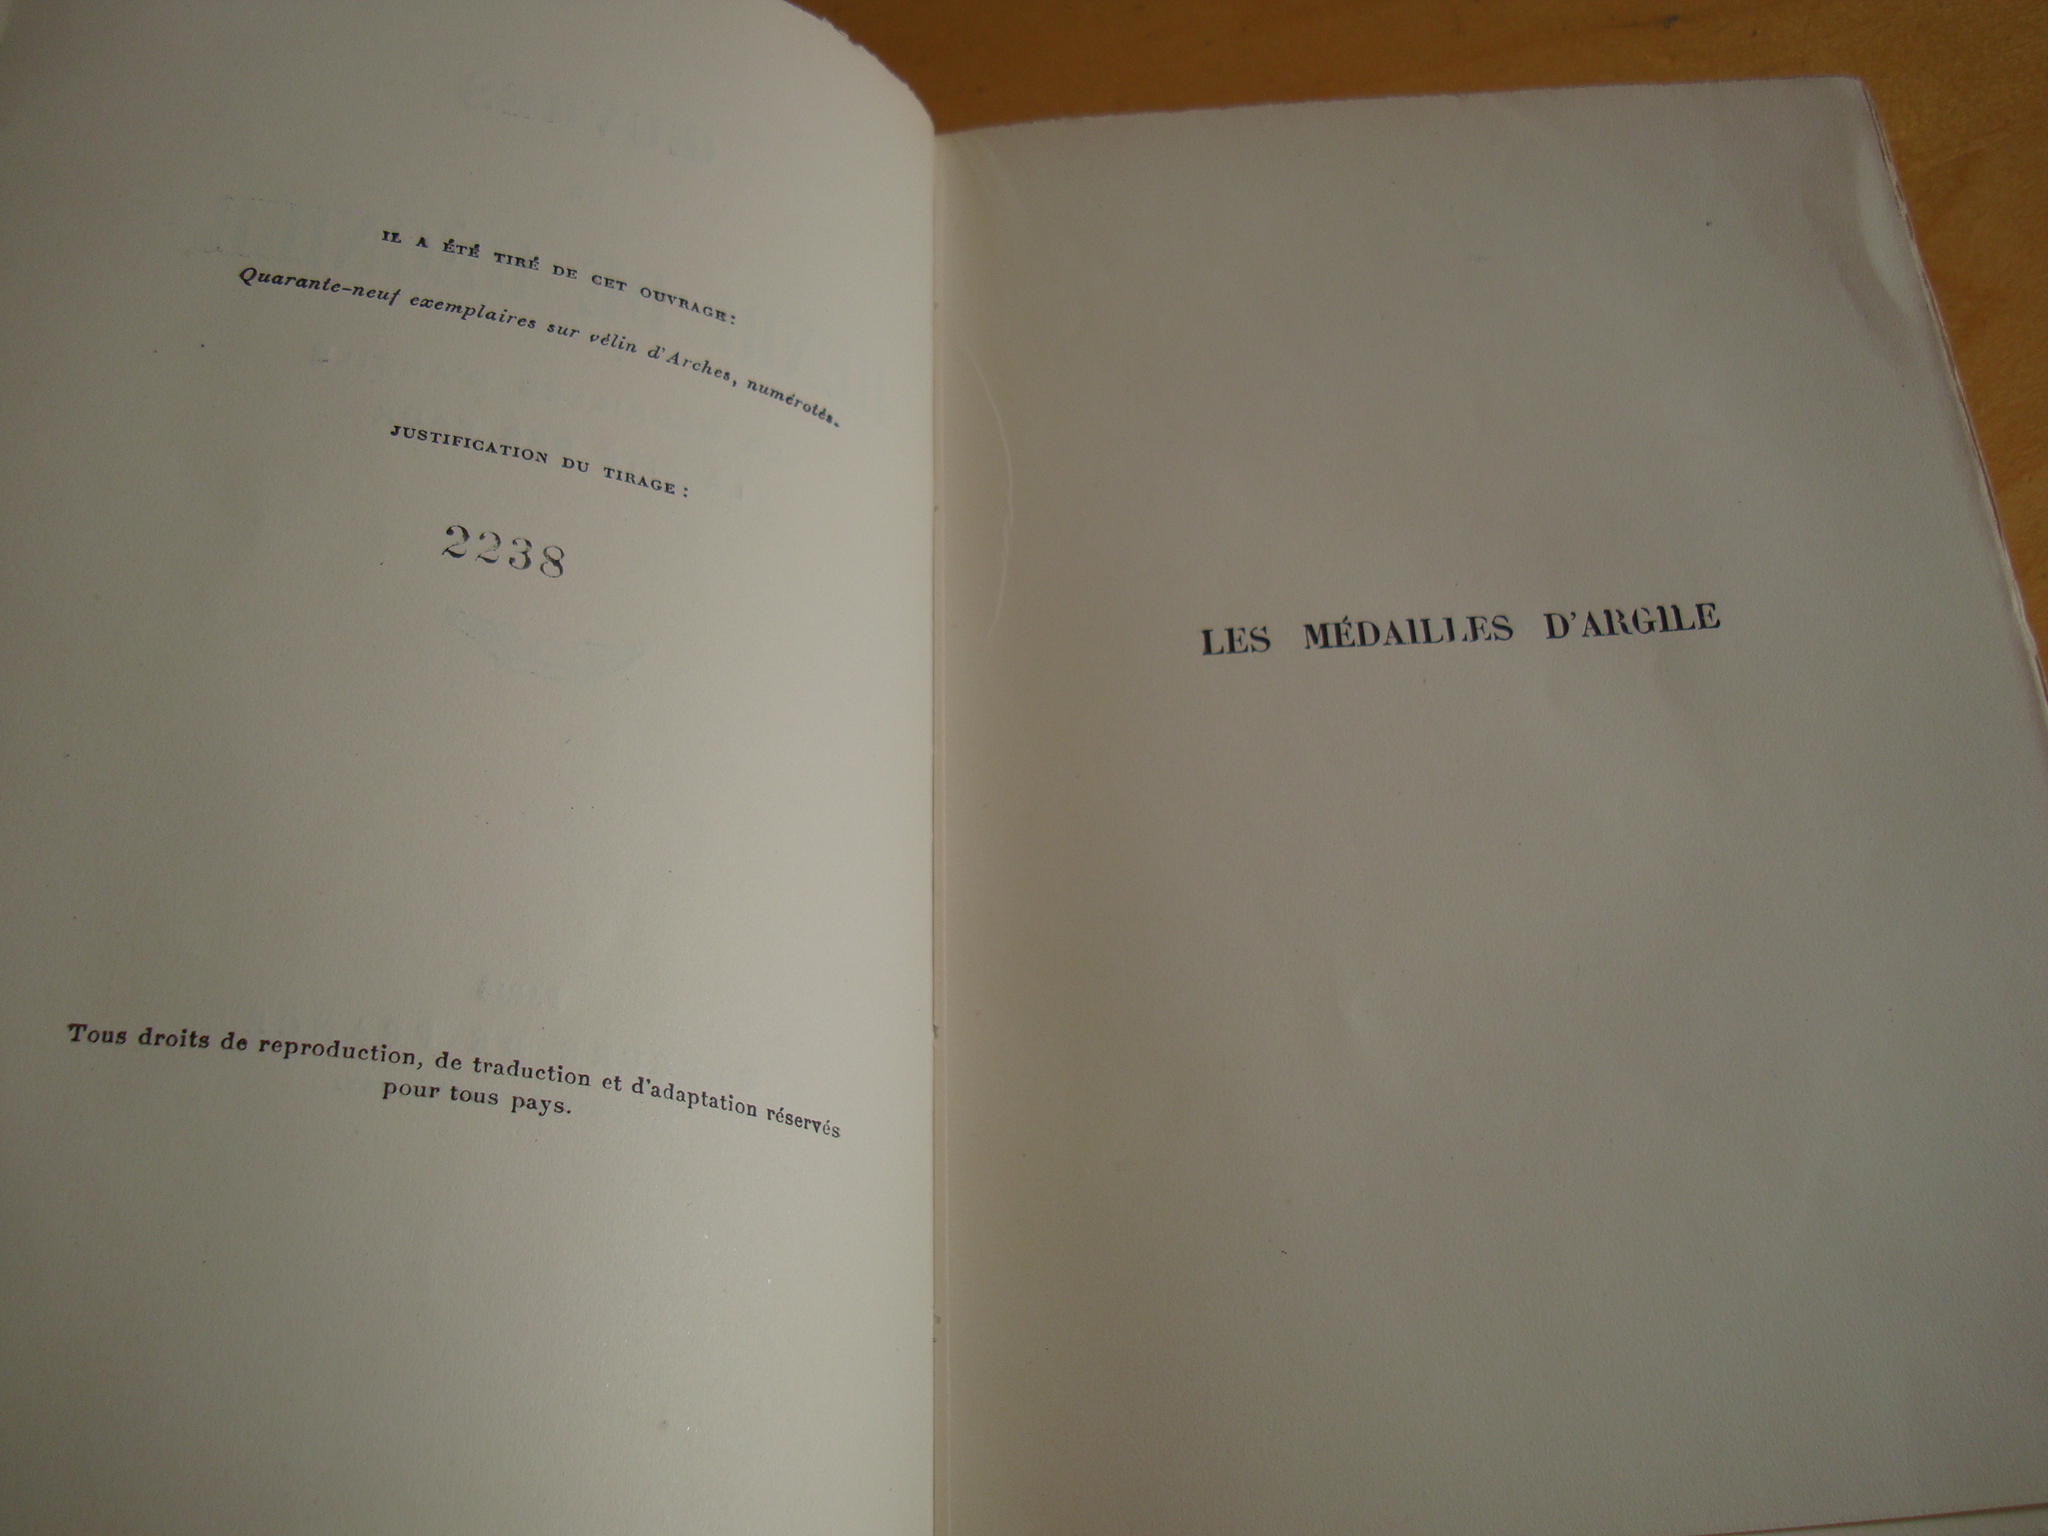 IL A ÉTÉ TIRÉ DE CET OUVRAGE:
Quarante-neuf exemplaires sur vélin d'Arches, numérotés.
JUSTIFICATION DU TIRAGE:
2238
Tous droits de reproduction, de traduction et d'adaptation réservés
pour tous pays.
LES MÉDAILLES D'ARGILE